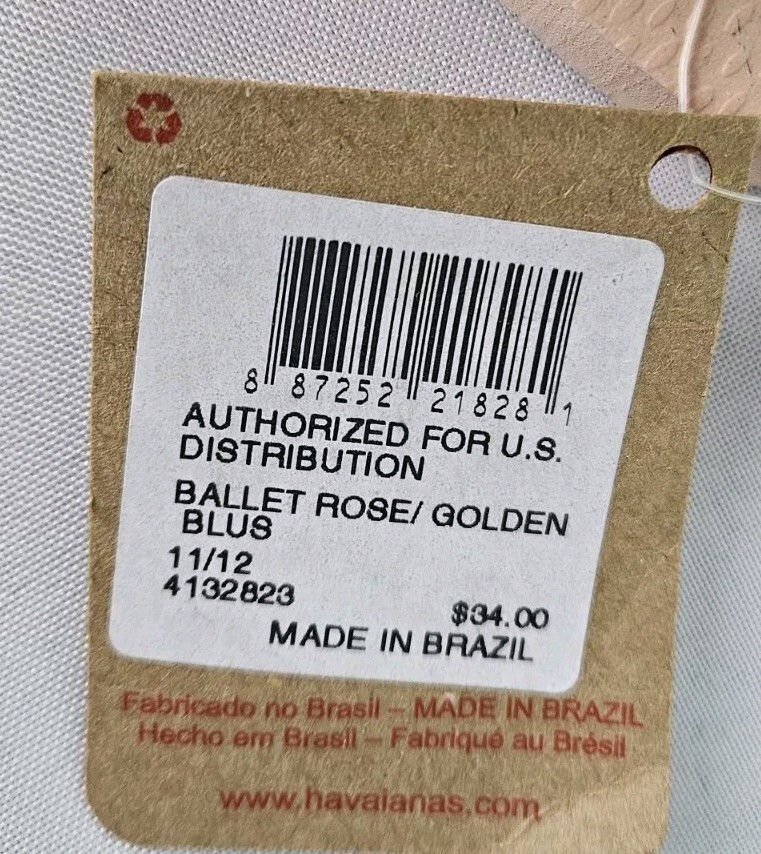 8 87252 21828 1
AUTHORIZED FOR U.S.
DISTRIBUTION
BALLET ROSE/ GOLDEN
BLUS
11/12
4132823
$34.00
MADE IN BRAZIL
Fabricado no Brasil – MADE IN BRAZIL
Hecho em Brasil – Fabriqué au Brésil
www.havaianas.com